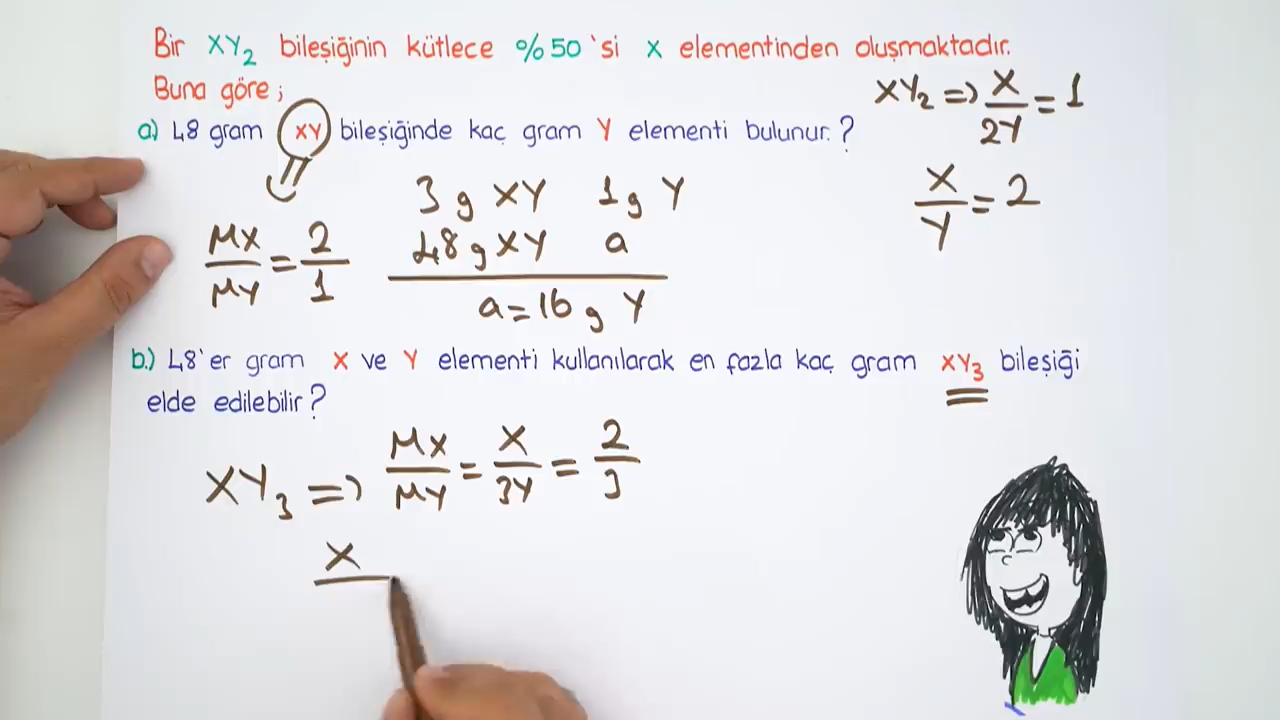 Bir XY2 bileşiğinin kütlece %50'si X elementinden oluşmaktadır.
Buna göre;
XY2 => X/2Y = 1
X/Y = 2
a) 48 gram XY bileşiğinde kaç gram Y elementi bulunur.?
3 g XY 1 g Y
48 g XY a
a = 16 g Y
MX/MY = 2/1
b.) 48'er gram X ve Y elementi kullanılarak en fazla kaç gram XY3 bileşiği
elde edilebilir?
XY3 => MX/MY = X/3Y = 2/3
X